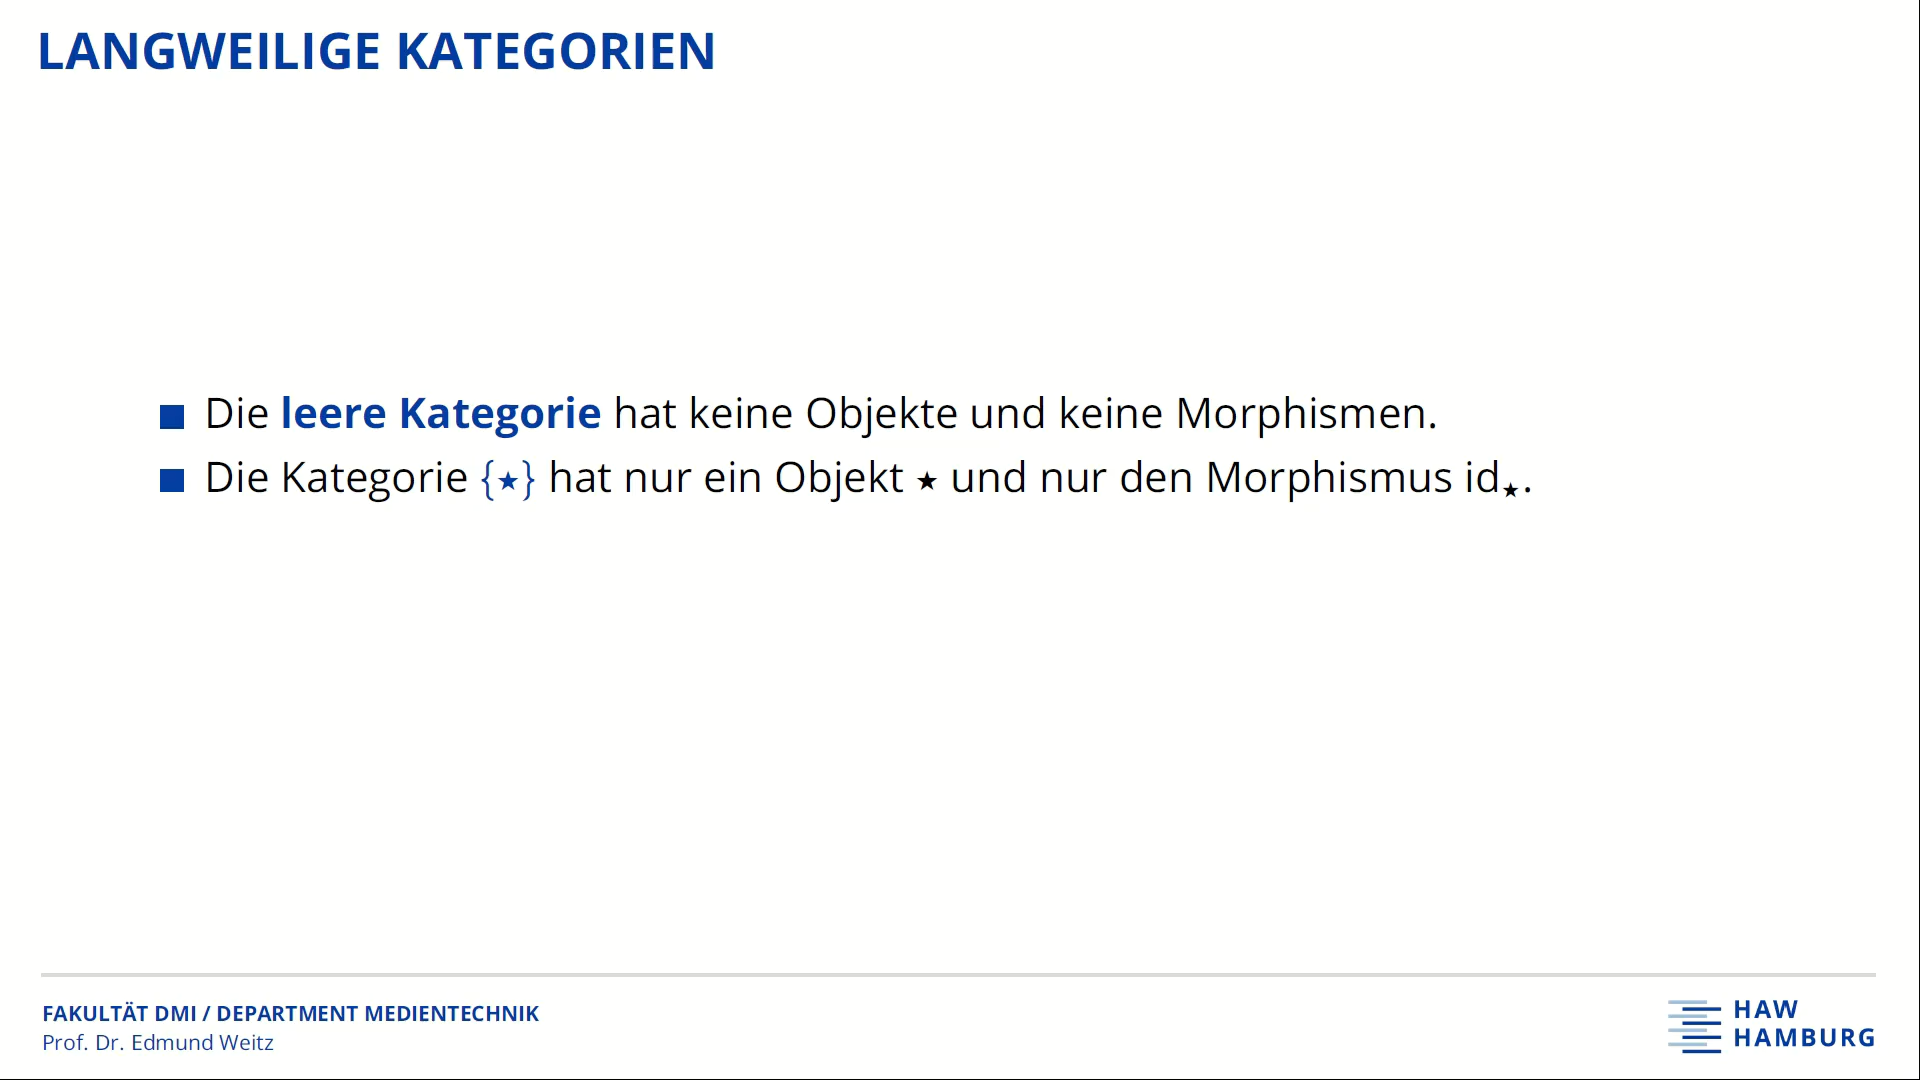 LANGWEILIGE KATEGORIEN
■ Die leere Kategorie hat keine Objekte und keine Morphismen.
■ Die Kategorie {⋆} hat nur ein Objekt ⋆ und nur den Morphismus id⋆.
FAKULTÄT DMI / DEPARTMENT MEDIENTECHNIK
Prof. Dr. Edmund Weitz
HAW
HAMBURG